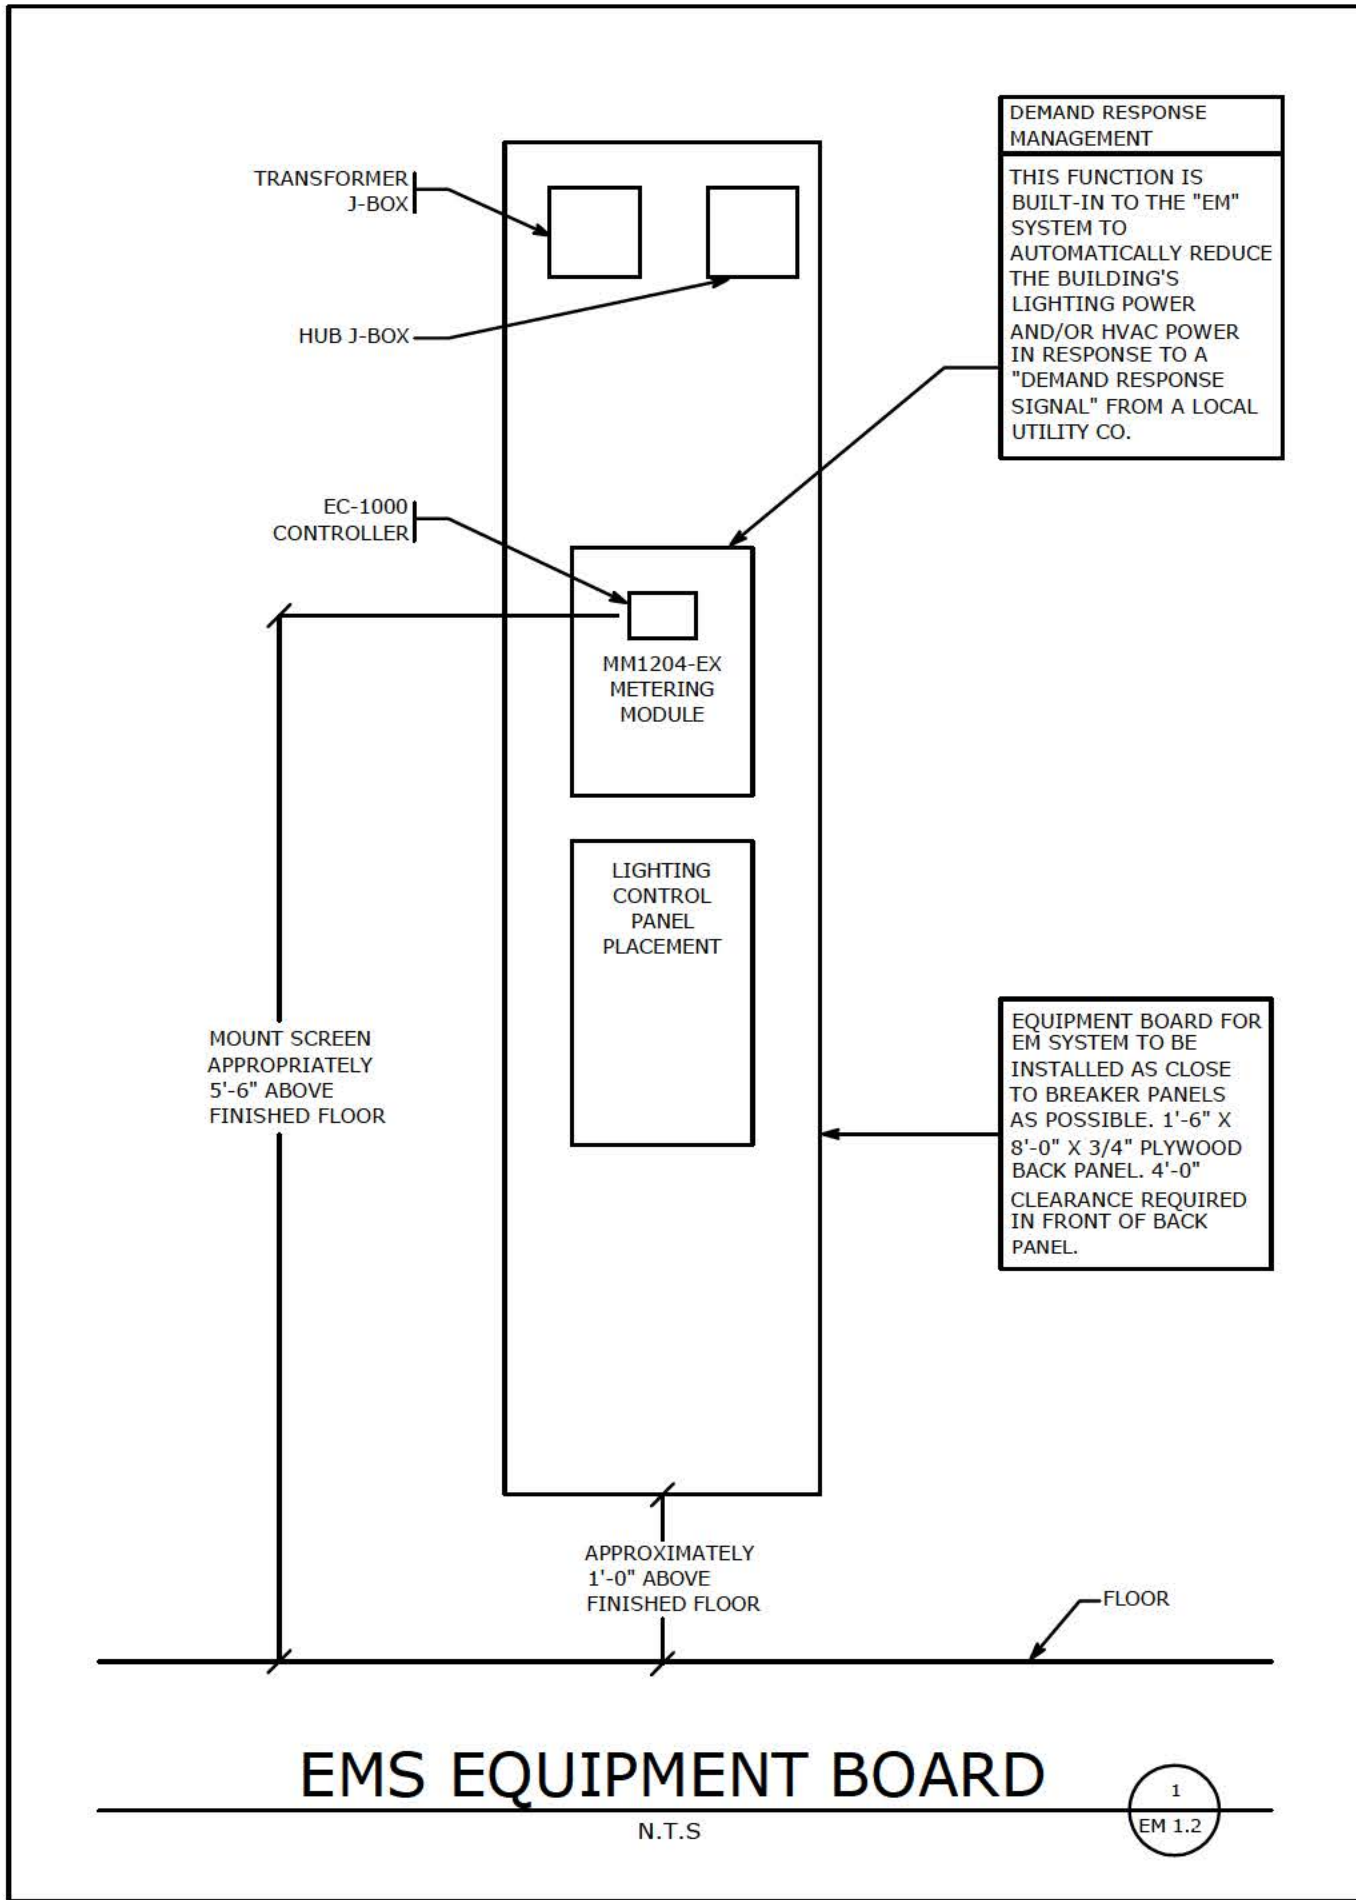 DEMAND RESPONSE
MANAGEMENT
THIS FUNCTION IS
BUILT-IN TO THE "EM"
SYSTEM TO
AUTOMATICALLY REDUCE
THE BUILDING'S
LIGHTING POWER
AND/OR HVAC POWER
IN RESPONSE TO A
"DEMAND RESPONSE
SIGNAL" FROM A LOCAL
UTILITY CO.
TRANSFORMER
J-BOX
HUB J-BOX
EC-1000
CONTROLLER
MM1204-EX
METERING
MODULE
LIGHTING
CONTROL
PANEL
PLACEMENT
MOUNT SCREEN
APPROPRIATELY
5'-6" ABOVE
FINISHED FLOOR
EQUIPMENT BOARD FOR
EM SYSTEM TO BE
INSTALLED AS CLOSE
TO BREAKER PANELS
AS POSSIBLE. 1'-6" X
8'-0" X 3/4" PLYWOOD
BACK PANEL. 4'-0"
CLEARANCE REQUIRED
IN FRONT OF BACK
PANEL.
APPROXIMATELY
1'-0" ABOVE
FINISHED FLOOR
FLOOR
EMS EQUIPMENT BOARD
N.T.S
1
EM 1.2